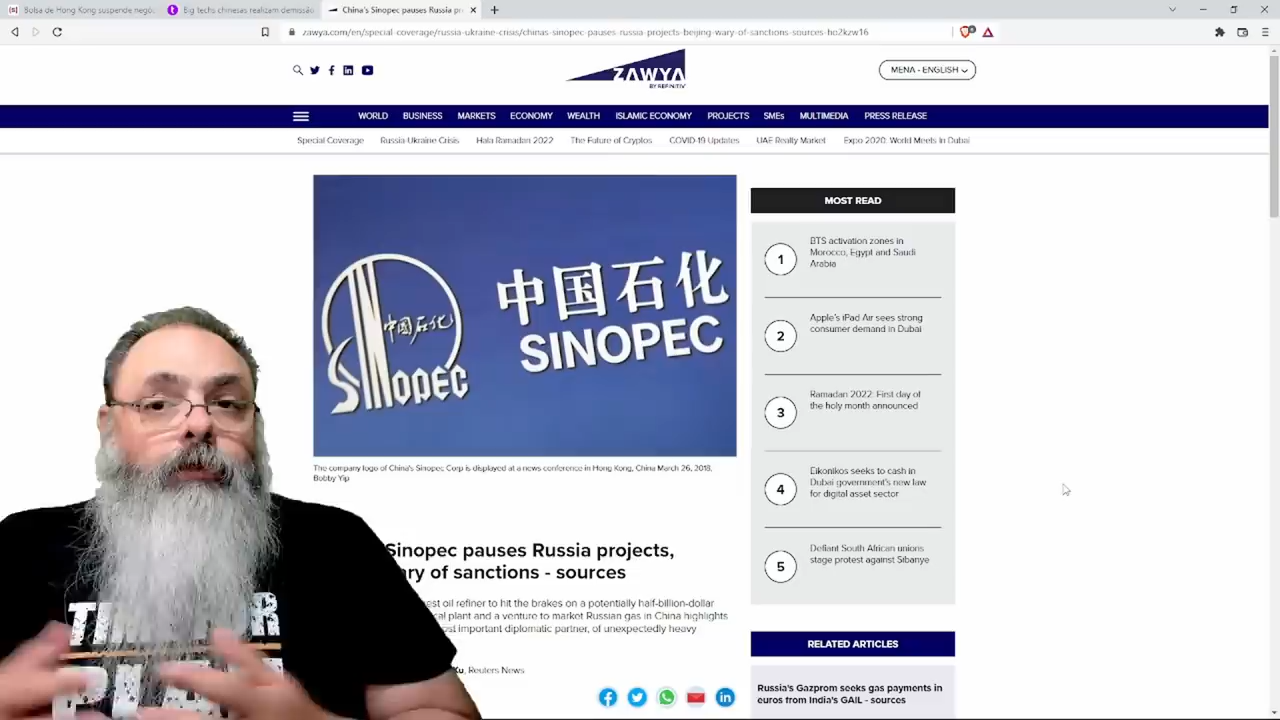 Bolsa de Hong Kong suspende negóc
Big techs chinesas realizam demissão
China's Sinopec pauses Russia pro
zawya.com/en/special-coverage/russia-ukraine-crisis/chinas-sinopec-pauses-russia-projects-beijing-wary-of-sanctions-sources-ho2kzw16
ZAWYA
BY REFINITIV
MENA - ENGLISH
WORLD BUSINESS MARKETS ECONOMY WEALTH ISLAMIC ECONOMY PROJECTS SMEs MULTIMEDIA PRESS RELEASE
Special Coverage Russia Ukraine Crisis Hala Ramadan 2022 The Future of Cryptos COVID-19 Updates UAE Realty Market Expo 2020: World Meets In Dubai
中国石化
SINOPEC
中国石化
SINOPEC
The company logo of China's Sinopec Corp is displayed at a news conference in Hong Kong, China March 26, 2018,
Bobby Yip
Sinopec pauses Russia projects,
ry of sanctions - sources
est oil refiner to hit the brakes on a potentially half-billion-dollar
cal plant and a venture to market Russian gas in China highlights
ost important diplomatic partner, of unexpectedly heavy
Xu, Reuters News
MOST READ
1
BTS activation zones in
Morocco, Egypt and Saudi
Arabia
2
Apple's iPad Air sees strong
consumer demand in Dubai
3
Ramadan 2022: First day of
the holy month announced
4
Eikonikos seeks to cash in
Dubai government's new law
for digital asset sector
5
Defiant South African unions
stage protest against Sibanye
RELATED ARTICLES
Russia's Gazprom seeks gas payments in
euros from India's GAIL - sources